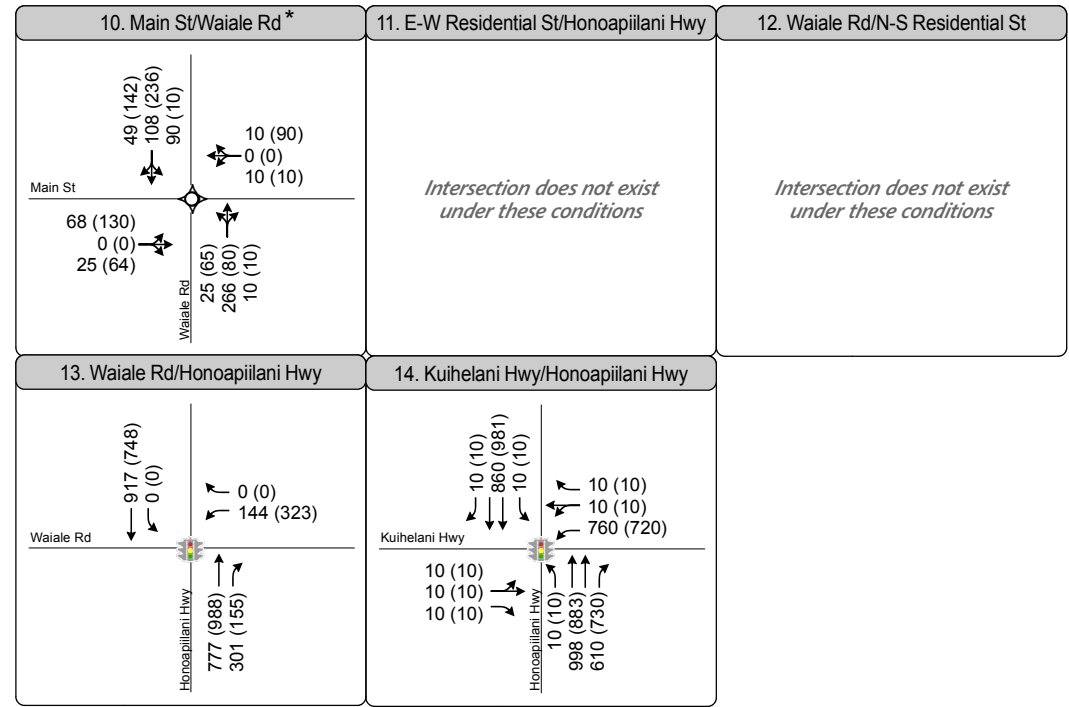 10. Main St/Waiale Rd *
49 (142)
108 (236)
90 (10)
10 (90)
0 (0)
10 (10)
Main St
68 (130)
0 (0)
25 (64)
Waiale Rd
25 (65)
266 (80)
10 (10)
11. E-W Residential St/Honoapiilani Hwy
Intersection does not exist
under these conditions
12. Waiale Rd/N-S Residential St
Intersection does not exist
under these conditions
13. Waiale Rd/Honoapiilani Hwy
917 (748)
0 (0)
0 (0)
144 (323)
Waiale Rd
Honoapiilani Hwy
777 (988)
301 (155)
14. Kuihelani Hwy/Honoapiilani Hwy
10 (10)
860 (981)
10 (10)
10 (10)
10 (10)
760 (720)
Kuihelani Hwy
10 (10)
10 (10)
10 (10)
Honoapiilani Hwy
10 (10)
998 (883)
610 (730)